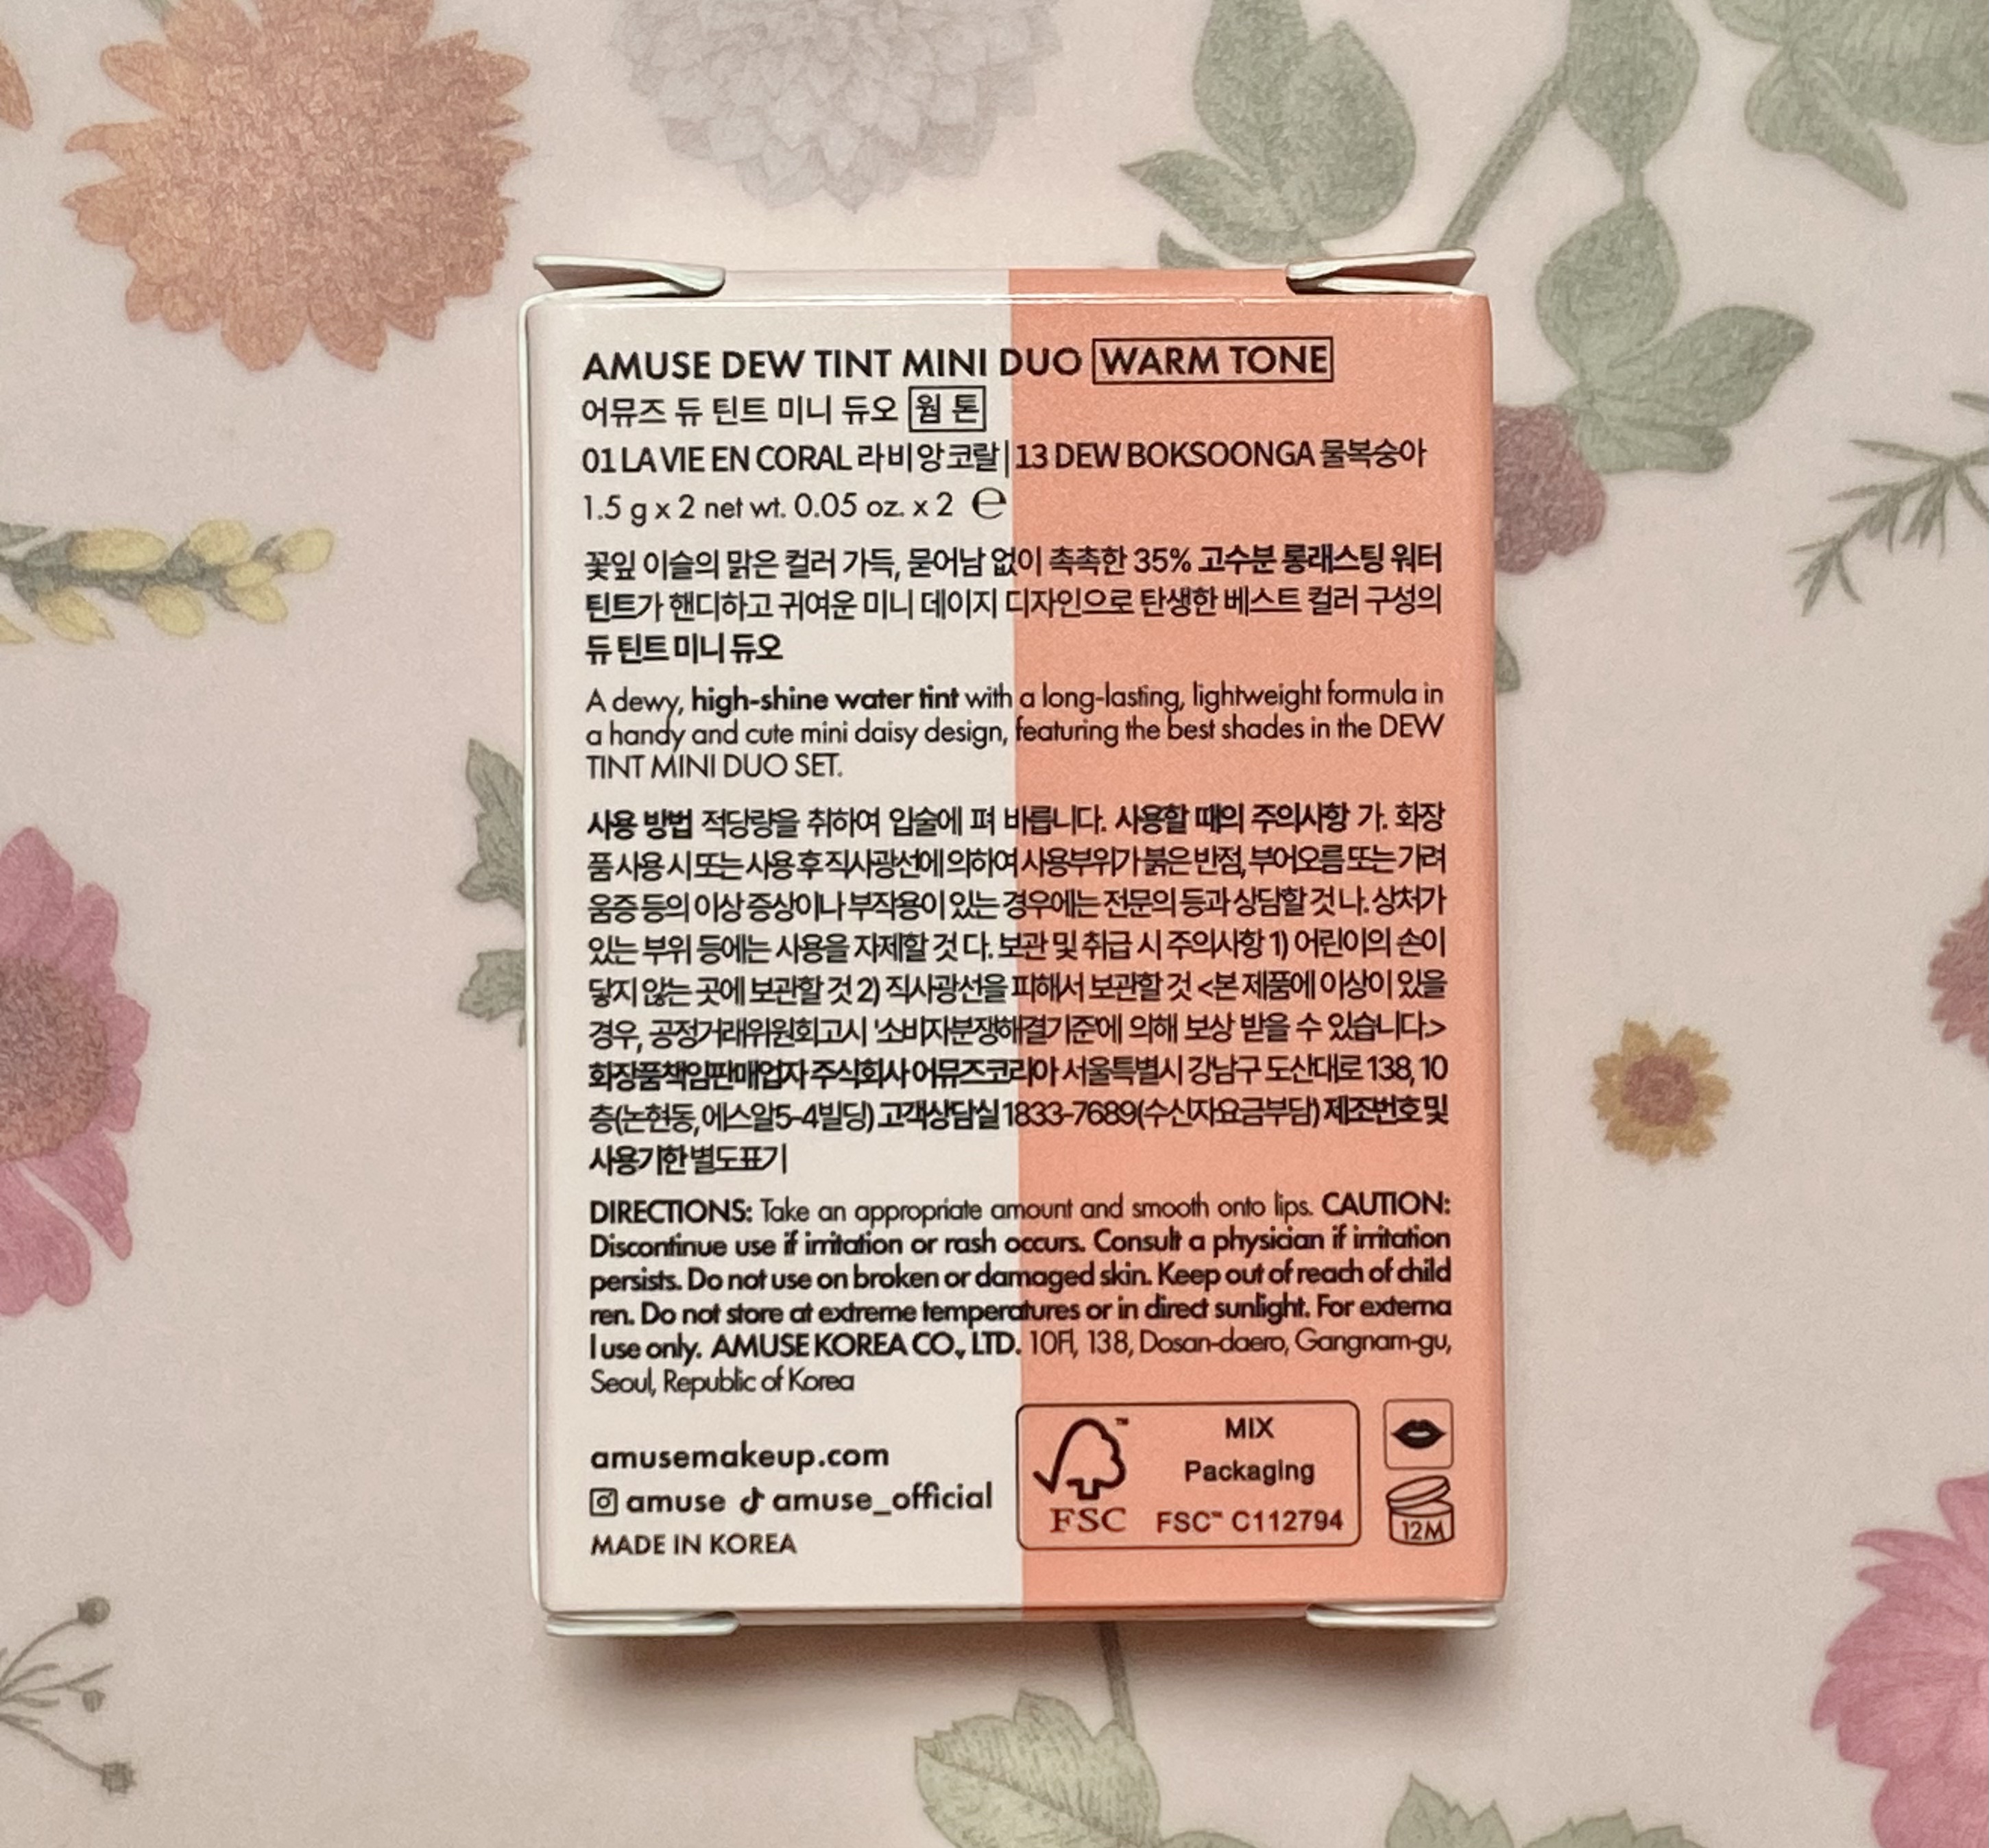 AMUSE DEW TINT MINI DUO WARM TONE
어뮤즈 듀 틴트 미니 듀오 웜 톤
01 LA VIE EN CORAL 라비앙코랄 | 13 DEW BOKSOONGA 물복숭아
1.5 g x 2 net wt. 0.05 oz. x 2 ℮
꽃잎 이슬의 맑은 컬러 가득, 묻어남 없이 촉촉한 35% 고수분 롱래스팅 워터
틴트가 핸디하고 귀여운 미니 데이지 디자인으로 탄생한 베스트 컬러 구성의
듀 틴트 미니 듀오
A dewy, high-shine water tint with a long-lasting, lightweight formula in
a handy and cute mini daisy design, featuring the best shades in the DEW
TINT MINI DUO SET.
사용 방법 적당량을 취하여 입술에 펴 바릅니다. 사용할 때의 주의사항 가. 화장
품 사용 시 또는 사용 후 직사광선에 의하여 사용부위가 붉은 반점, 부어오름 또는 가려
움증 등의 이상 증상이나 부작용이 있는 경우에는 전문의 등과 상담할 것 나. 상처가
있는 부위 등에는 사용을 자제할 것 다. 보관 및 취급 시 주의사항 1) 어린이의 손이
닿지 않는 곳에 보관할 것 2) 직사광선을 피해서 보관할 것 <본 제품에 이상이 있을
경우, 공정거래위원회고시 '소비자분쟁해결기준'에 의해 보상 받을 수 있습니다.>
화장품책임판매업자 주식회사 어뮤즈코리아 서울특별시 강남구 도산대로 138, 10
층(논현동, 에스알5-4빌딩) 고객상담실 1833-7689(수신자요금부담) 제조번호 및
사용기한 별도표기
DIRECTIONS: Take an appropriate amount and smooth onto lips. CAUTION:
Discontinue use if irritation or rash occurs. Consult a physician if irritation
persists. Do not use on broken or damaged skin. Keep out of reach of child
ren. Do not store at extreme temperatures or in direct sunlight. For externa
l use only. AMUSE KOREA CO., LTD. 10Fl, 138, Dosan-daero, Gangnam-gu,
Seoul, Republic of Korea
amusemakeup.com
amuse amuse_official
MADE IN KOREA
FSC™
MIX
Packaging
FSC™ C112794
12M